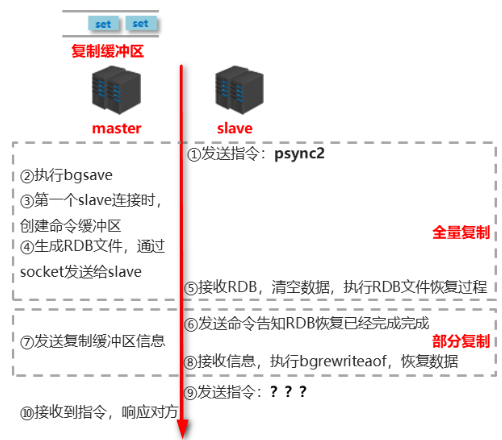 set set
复制缓冲区
master slave
①发送指令：psync2
②执行bgsave
③第一个slave连接时，
创建命令缓冲区
④生成RDB文件，通过
socket发送给slave
全量复制
⑤接收RDB，清空数据，执行RDB文件恢复过程
⑥发送命令告知RDB恢复已经完成完成
⑦发送复制缓冲区信息
部分复制
⑧接收信息，执行bgrewriteaof，恢复数据
⑨发送指令：？？？
⑩接收到指令，响应对方